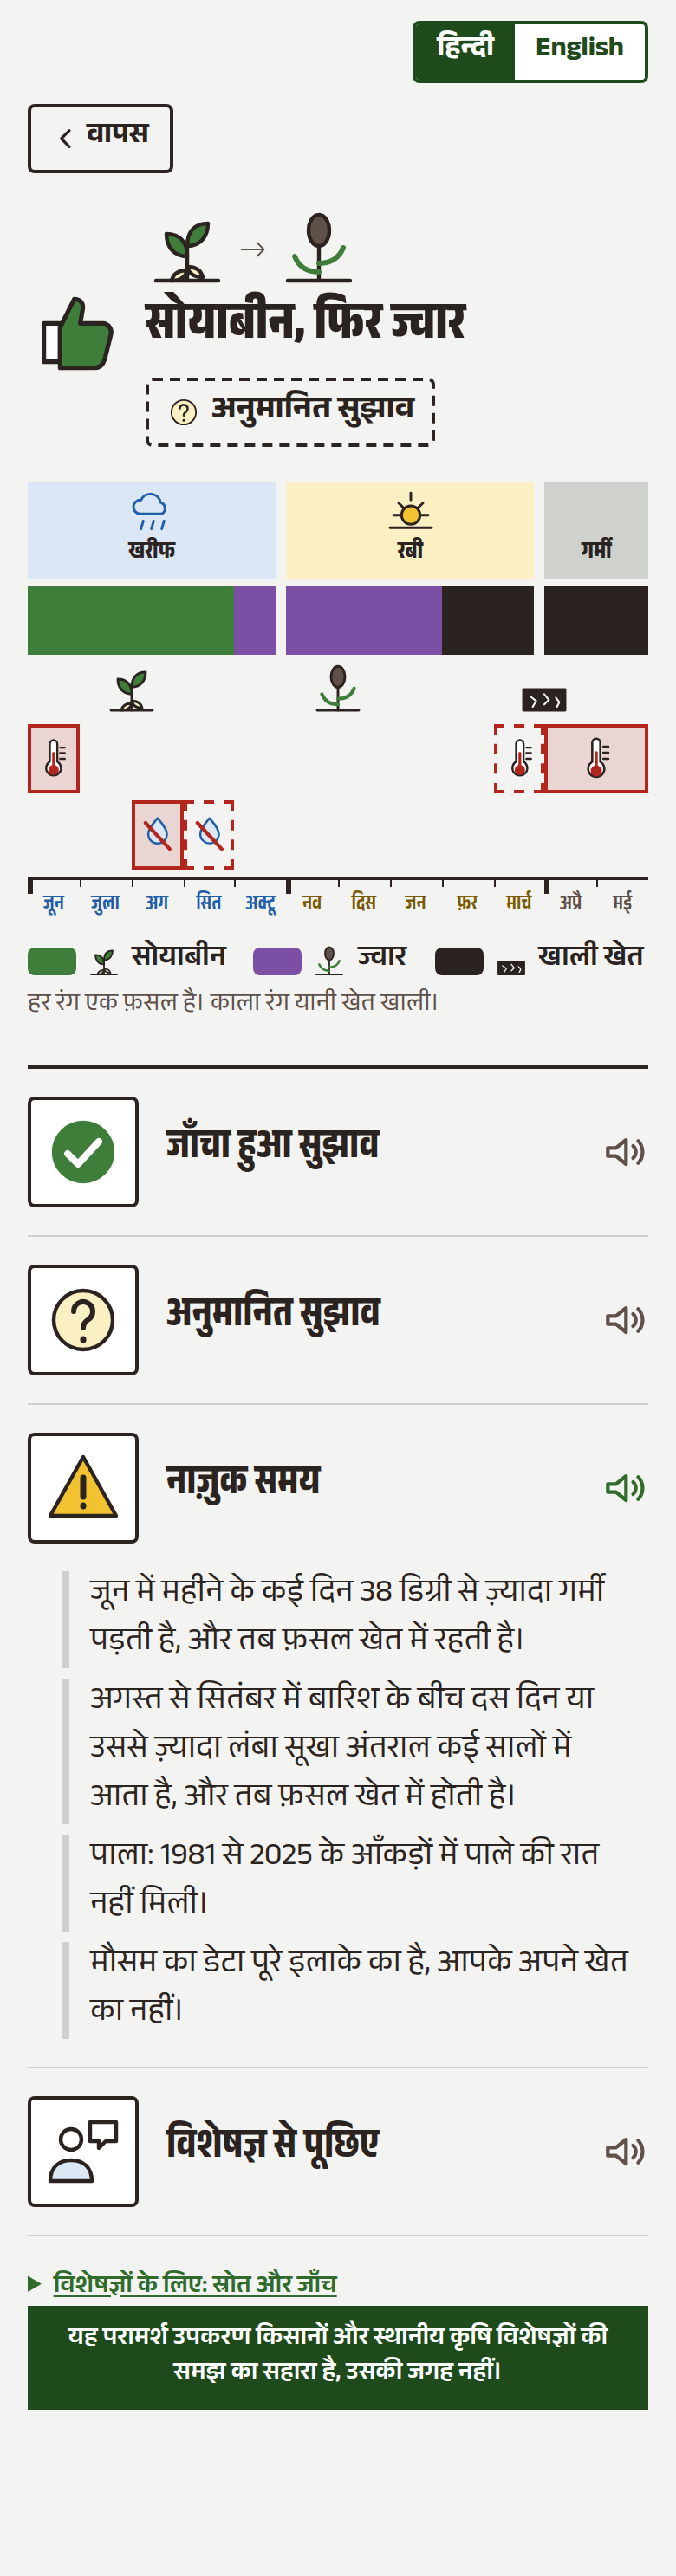 हिन्दी English
वापस
सोयाबीन, फिर ज्वार
अनुमानित सुझाव
खरीफ रबी गर्मी
जून जुला अग सित अक्टू नव दिस जन फ़र मार्च अप्रै मई
सोयाबीन ज्वार खाली खेत
हर रंग एक फ़सल है। काला रंग यानी खेत खाली।
जाँचा हुआ सुझाव
अनुमानित सुझाव
नाज़ुक समय
जून में महीने के कई दिन 38 डिग्री से ज़्यादा गर्मी
पड़ती है, और तब फ़सल खेत में रहती है।
अगस्त से सितंबर में बारिश के बीच दस दिन या
उससे ज़्यादा लंबा सूखा अंतराल कई सालों में
आता है, और तब फ़सल खेत में होती है।
पाला: 1981 से 2025 के आँकड़ों में पाले की रात
नहीं मिली।
मौसम का डेटा पूरे इलाके का है, आपके अपने खेत
का नहीं।
विशेषज्ञ से पूछिए
विशेषज्ञों के लिए: स्रोत और जाँच
यह परामर्श उपकरण किसानों और स्थानीय कृषि विशेषज्ञों की
समझ का सहारा है, उसकी जगह नहीं।